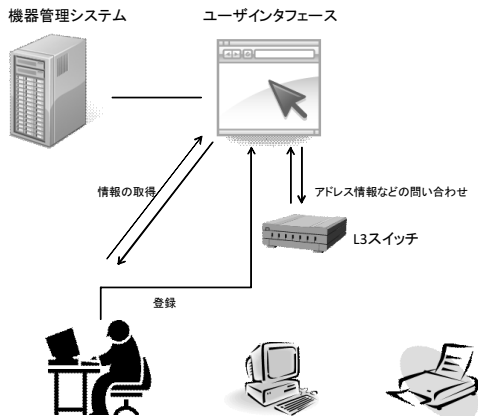 機器管理システム
ユーザインタフェース
情報の取得
アドレス情報などの問い合わせ
L3スイッチ
登録